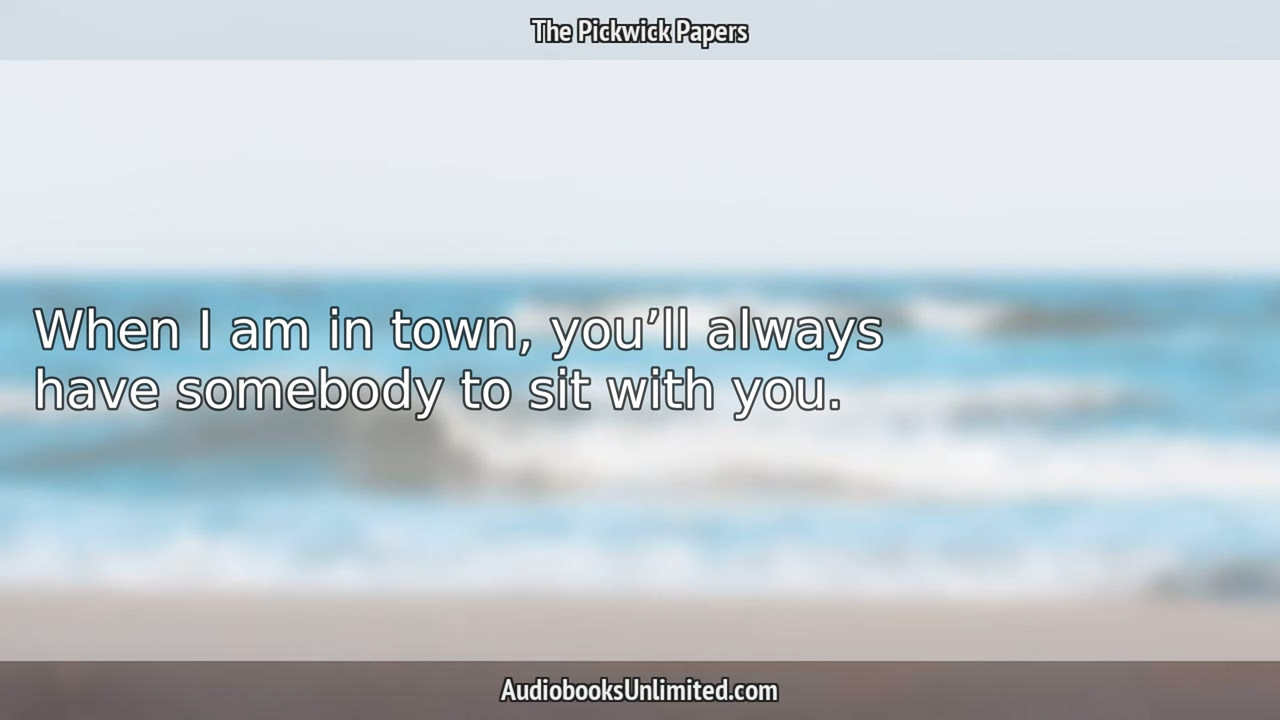 The Pickwick Papers
When I am in town, you’ll always
have somebody to sit with you.
AudiobooksUnlimited.com